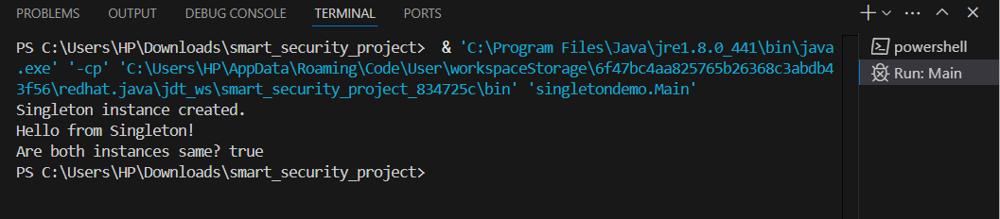 PROBLEMS OUTPUT DEBUG CONSOLE TERMINAL PORTS
PS C:\Users\HP\Downloads\smart_security_project>  & 'C:\Program Files\Java\jre1.8.0_441\bin\java
.exe' '-cp' 'C:\Users\HP\AppData\Roaming\Code\User\workspaceStorage\6f47bc4aa825765b26368c3abdb4
3f56\redhat.java\jdt_ws\smart_security_project_834725c\bin' 'singletondemo.Main'
Singleton instance created.
Hello from Singleton!
Are both instances same? true
PS C:\Users\HP\Downloads\smart_security_project>
powershell
Run: Main